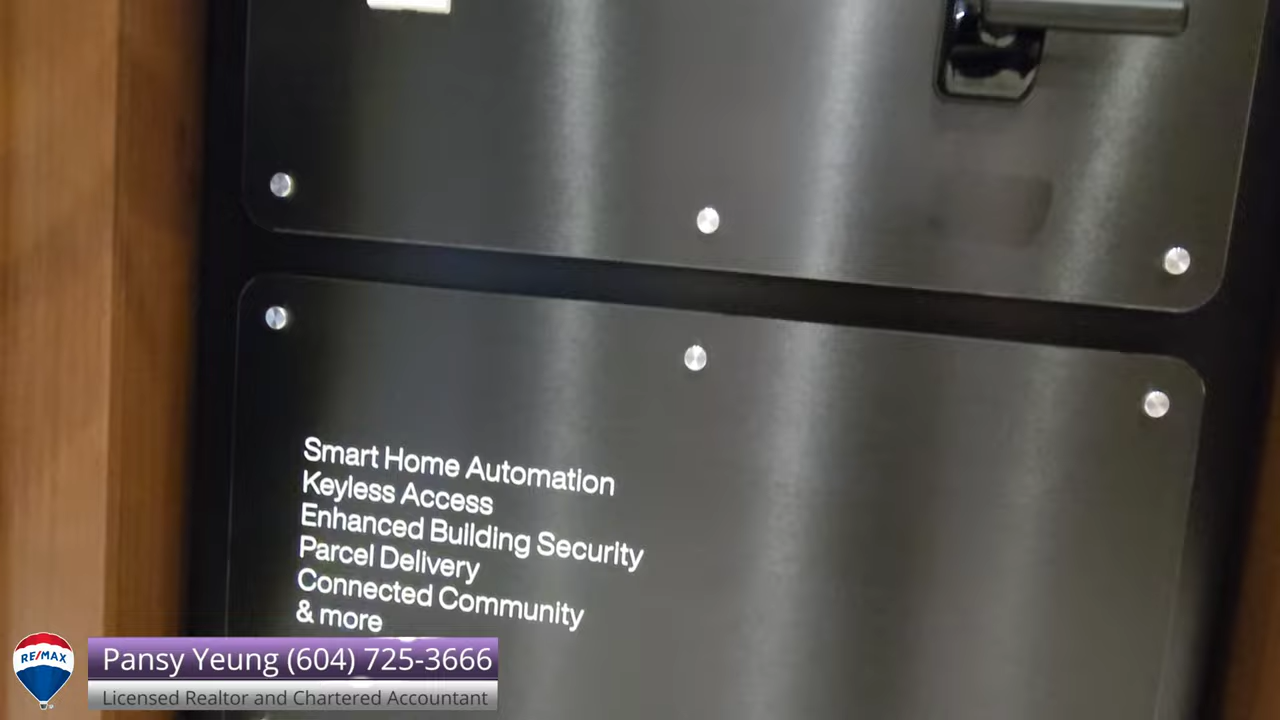 Smart Home Automation
Keyless Access
Enhanced Building Security
Parcel Delivery
Connected Community
& more
RE/MAX
Pansy Yeung (604) 725-3666
Licensed Realtor and Chartered Accountant